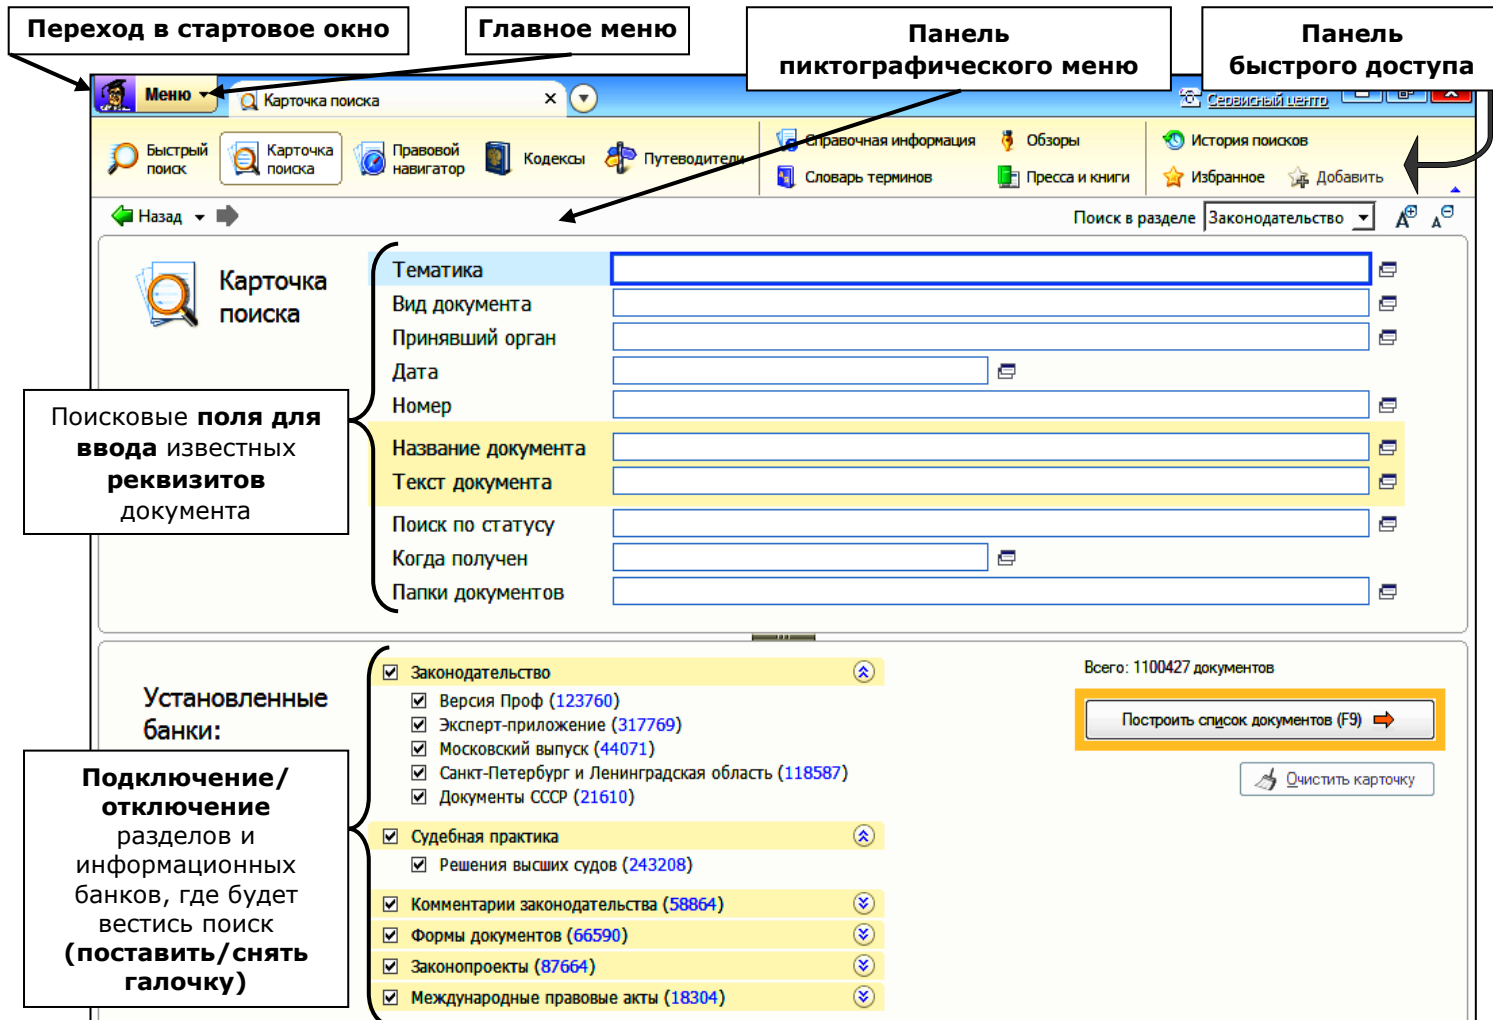 Переход в стартовое окно
Главное меню
Панель
пиктографического меню
Панель
быстрого доступа
Меню
Карточка поиска
Сервисный центр
Быстрый
поиск
Карточка
поиска
Правовой
навигатор
Кодексы
Путеводители
Справочная информация
Словарь терминов
Обзоры
Пресса и книги
История поисков
Избранное
Добавить
Назад
Поиск в разделе Законодательство
Карточка
поиска
Тематика
Вид документа
Принявший орган
Дата
Номер
Название документа
Текст документа
Поиск по статусу
Когда получен
Папки документов
Поисковые поля для
ввода известных
реквизитов
документа
Установленные
банки:
Подключение/
отключение
разделов и
информационных
банков, где будет
вестись поиск
(поставить/снять
галочку)
Законодательство
Версия Проф (123760)
Эксперт-приложение (317769)
Московский выпуск (44071)
Санкт-Петербург и Ленинградская область (118587)
Документы СССР (21610)
Судебная практика
Решения высших судов (243208)
Комментарии законодательства (58864)
Формы документов (66590)
Законопроекты (87664)
Международные правовые акты (18304)
Всего: 1100427 документов
Построить список документов (F9)
Очистить карточку